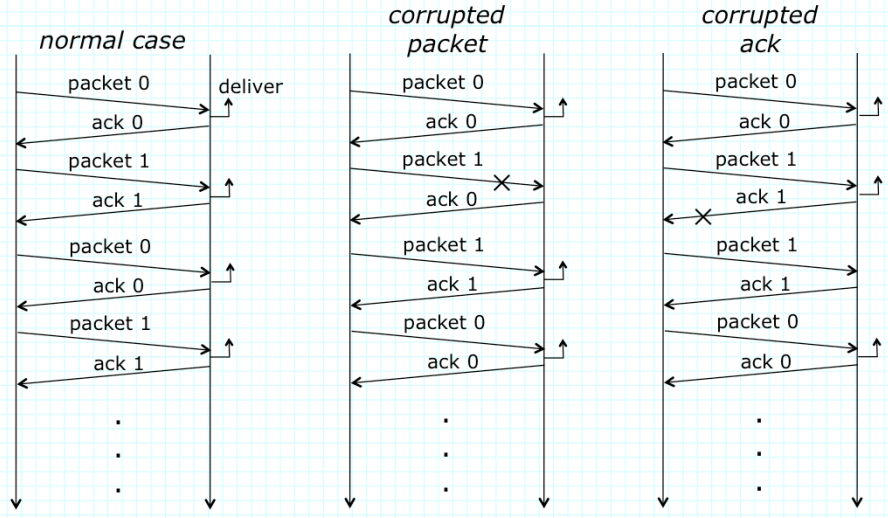 normal case
packet 0
deliver
ack 0
packet 1
ack 1
packet 0
ack 0
packet 1
ack 1
.
.
.
corrupted
packet
packet 0
ack 0
packet 1
ack 0
packet 1
ack 1
packet 0
ack 0
.
.
.
corrupted
ack
packet 0
ack 0
packet 1
ack 1
packet 1
ack 1
packet 0
ack 0
.
.
.